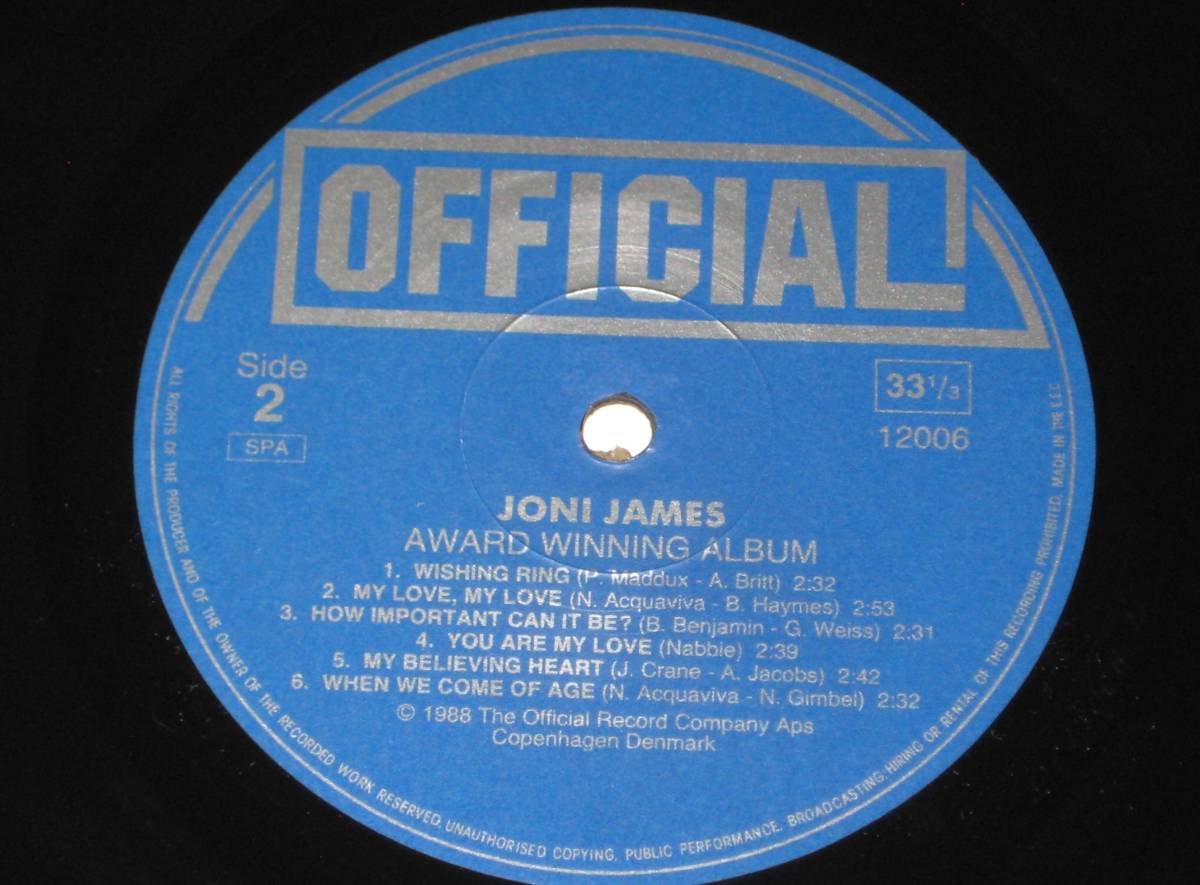 OFFICIAL
Side
2
SPA
33 1/3
12006
JONI JAMES
AWARD WINNING ALBUM
1. WISHING RING (P. Maddux - A. Britt) 2:32
2. MY LOVE, MY LOVE (N. Acquaviva - B. Haymes) 2:53
3. HOW IMPORTANT CAN IT BE? (B. Benjamin - G. Weiss) 2:31
4. YOU ARE MY LOVE (Nabbie) 2:39
5. MY BELIEVING HEART (J. Crane - A. Jacobs) 2:42
6. WHEN WE COME OF AGE (N. Acquaviva - N. Gimbel) 2:32
© 1988 The Official Record Company Aps
Copenhagen Denmark
ALL RIGHTS OF THE PRODUCER AND OF THE OWNER OF THE RECORDED WORK RESERVED. UNAUTHORISED COPYING, PUBLIC PERFORMANCE, BROADCASTING, HIRING OR RENTAL OF THIS RECORDING PROHIBITED. MADE IN THE E.E.C.